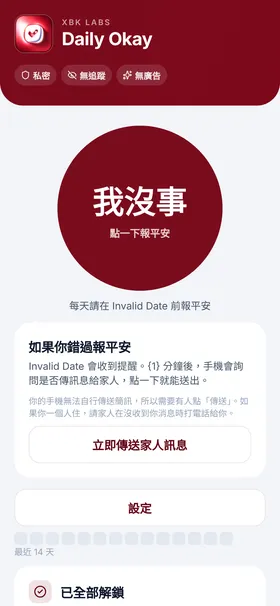 XBK LABS
Daily Okay
私密
無追蹤
無廣告
我沒事
點一下報平安
每天請在 Invalid Date 前報平安
如果你錯過報平安
Invalid Date 會收到提醒。{1} 分鐘後，手機會詢
問是否傳訊息給家人，點一下就能送出。
你的手機無法自行傳送簡訊，所以需要有人點「傳送」。如
果你一個人住，請家人在沒收到你消息時打電話給你。
立即傳送家人訊息
設定
最近 14 天
已全部解鎖